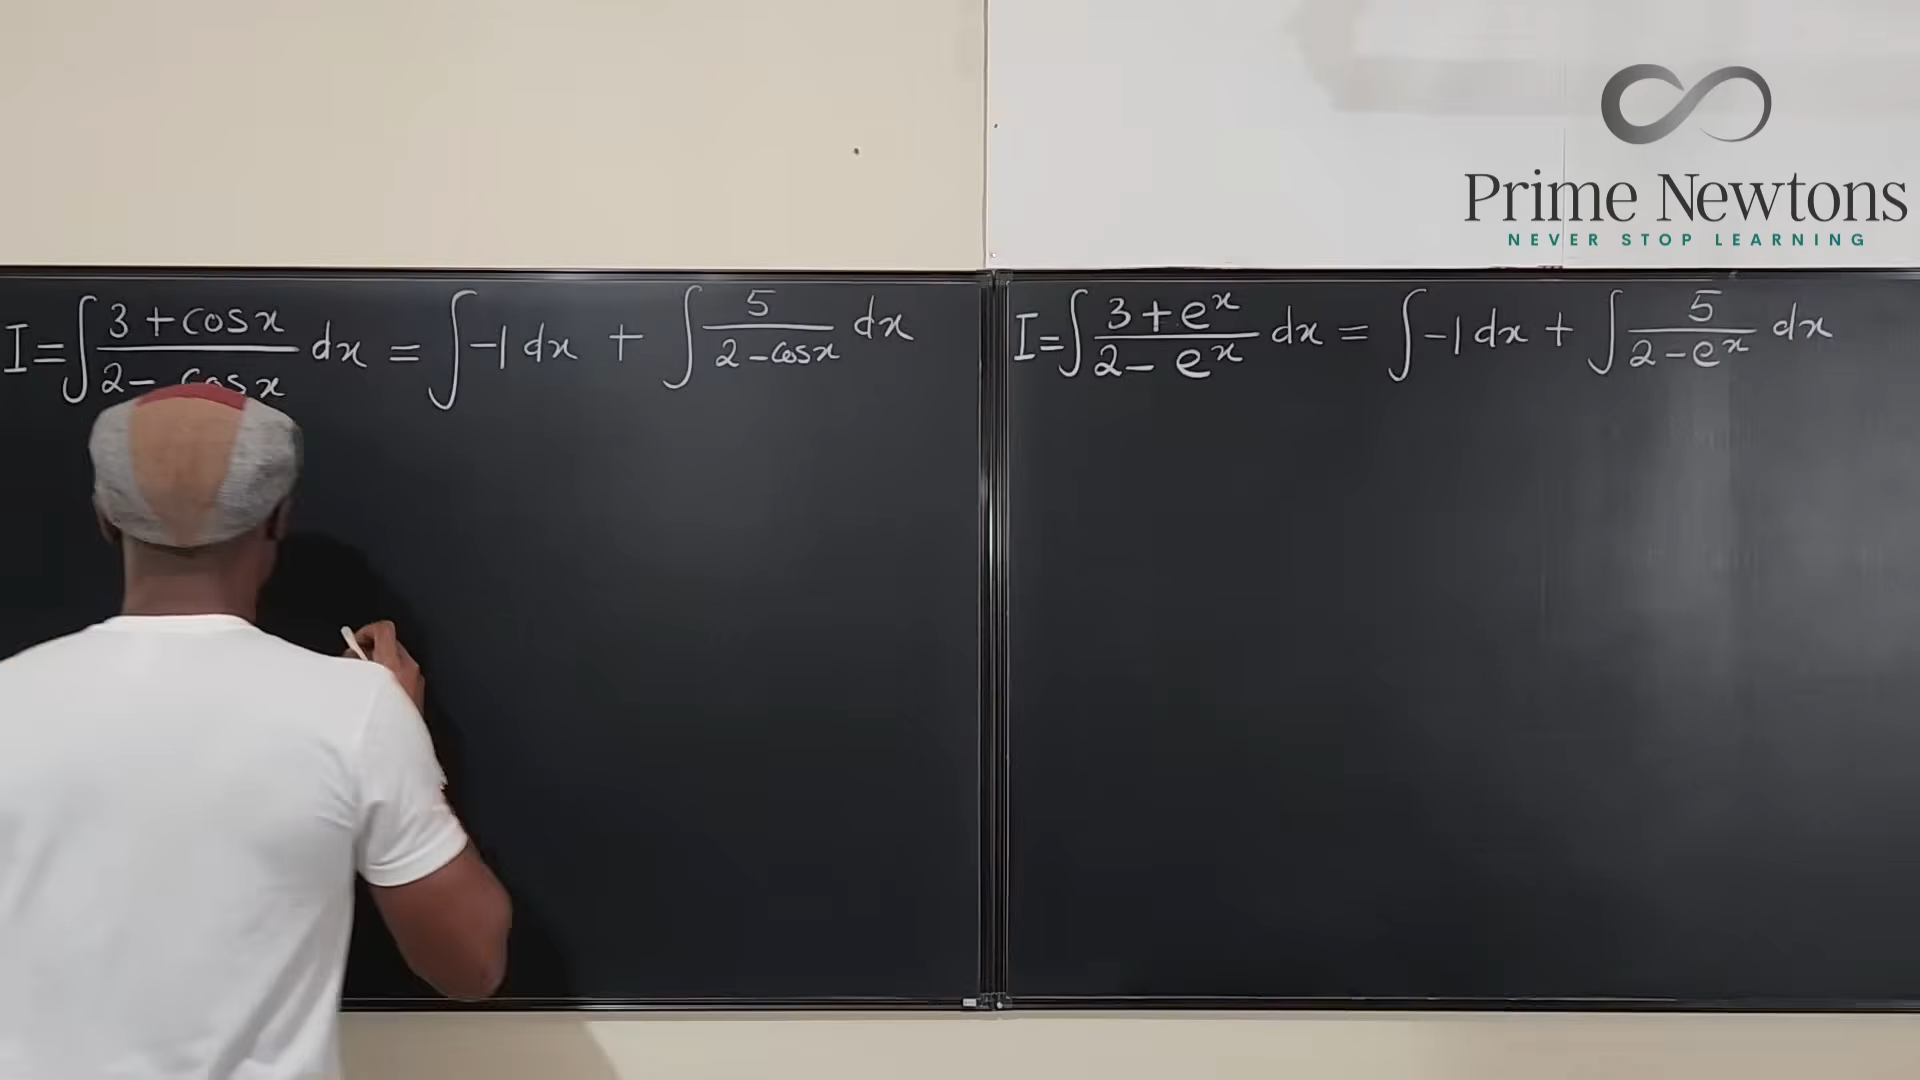 Prime Newtons
NEVER STOP LEARNING
I=∫ (3 + cos x)/(2 - cos x) dx = ∫ -1 dx + ∫ 5/(2 - cos x) dx
I=∫ (3 + e^x)/(2 - e^x) dx = ∫ -1 dx + ∫ 5/(2 - e^x) dx